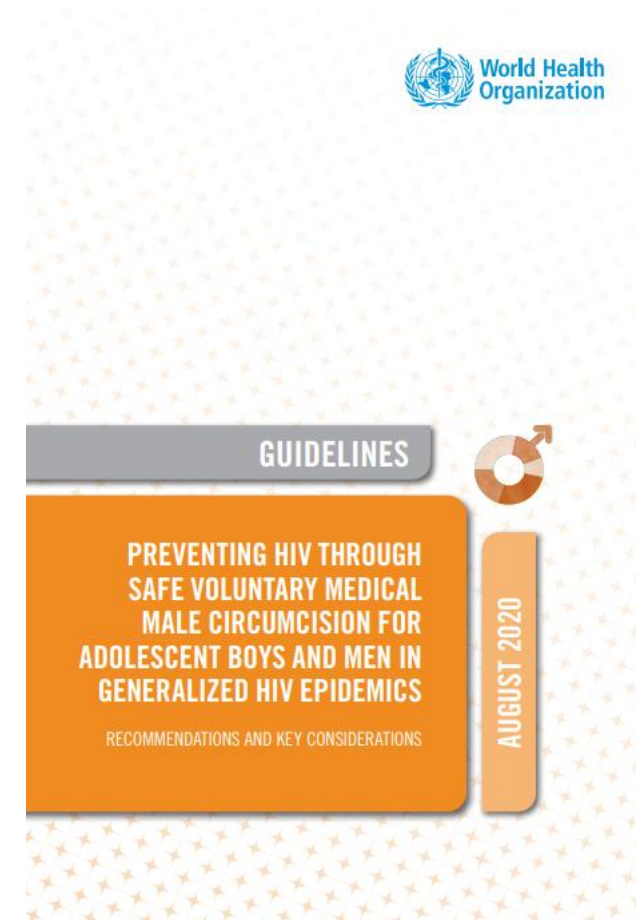 World Health
Organization
GUIDELINES
PREVENTING HIV THROUGH
SAFE VOLUNTARY MEDICAL
MALE CIRCUMCISION FOR
ADOLESCENT BOYS AND MEN IN
GENERALIZED HIV EPIDEMICS
RECOMMENDATIONS AND KEY CONSIDERATIONS
AUGUST 2020